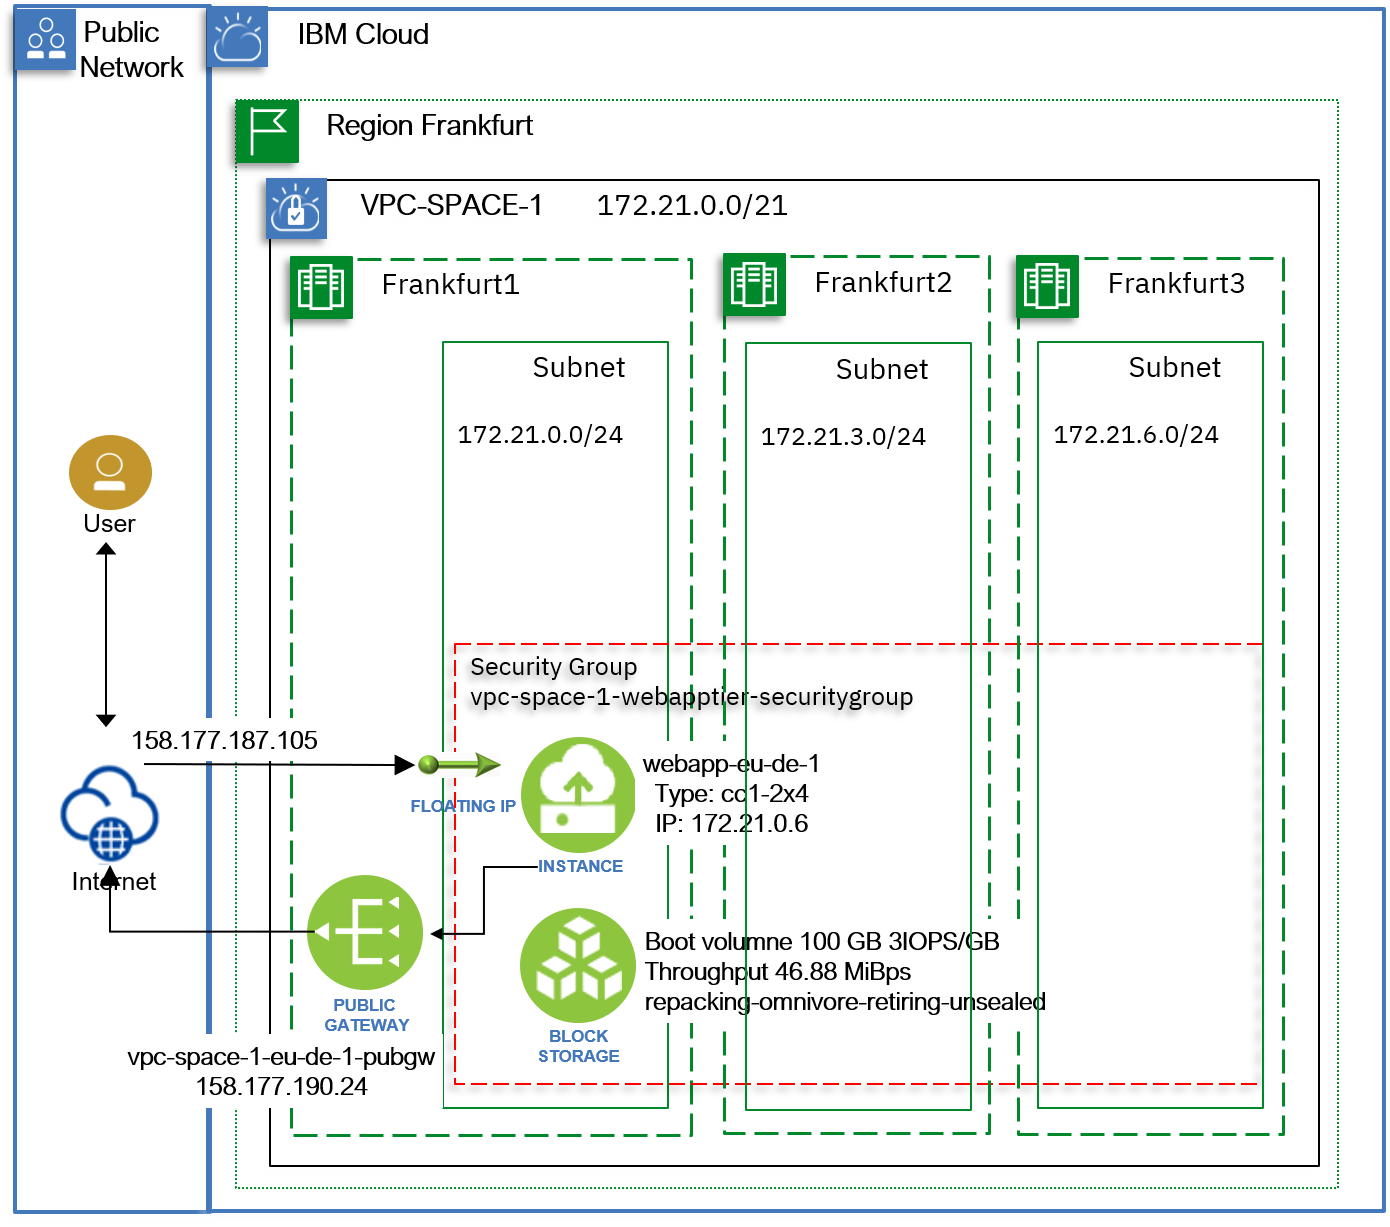 Public
Network
IBM Cloud
Region Frankfurt
VPC-SPACE-1 172.21.0.0/21
Frankfurt1
Frankfurt2
Frankfurt3
Subnet
172.21.0.0/24
Subnet
172.21.3.0/24
Subnet
172.21.6.0/24
User
Security Group
vpc-space-1-webapptier-securitygroup
158.177.187.105
FLOATING IP
webapp-eu-de-1
Type: cc1-2x4
IP: 172.21.0.6
INSTANCE
Internet
Boot volumne 100 GB 3IOPS/GB
Throughput 46.88 MiBps
repacking-omnivore-retiring-unsealed
BLOCK
STORAGE
PUBLIC
GATEWAY
vpc-space-1-eu-de-1-pubgw
158.177.190.24